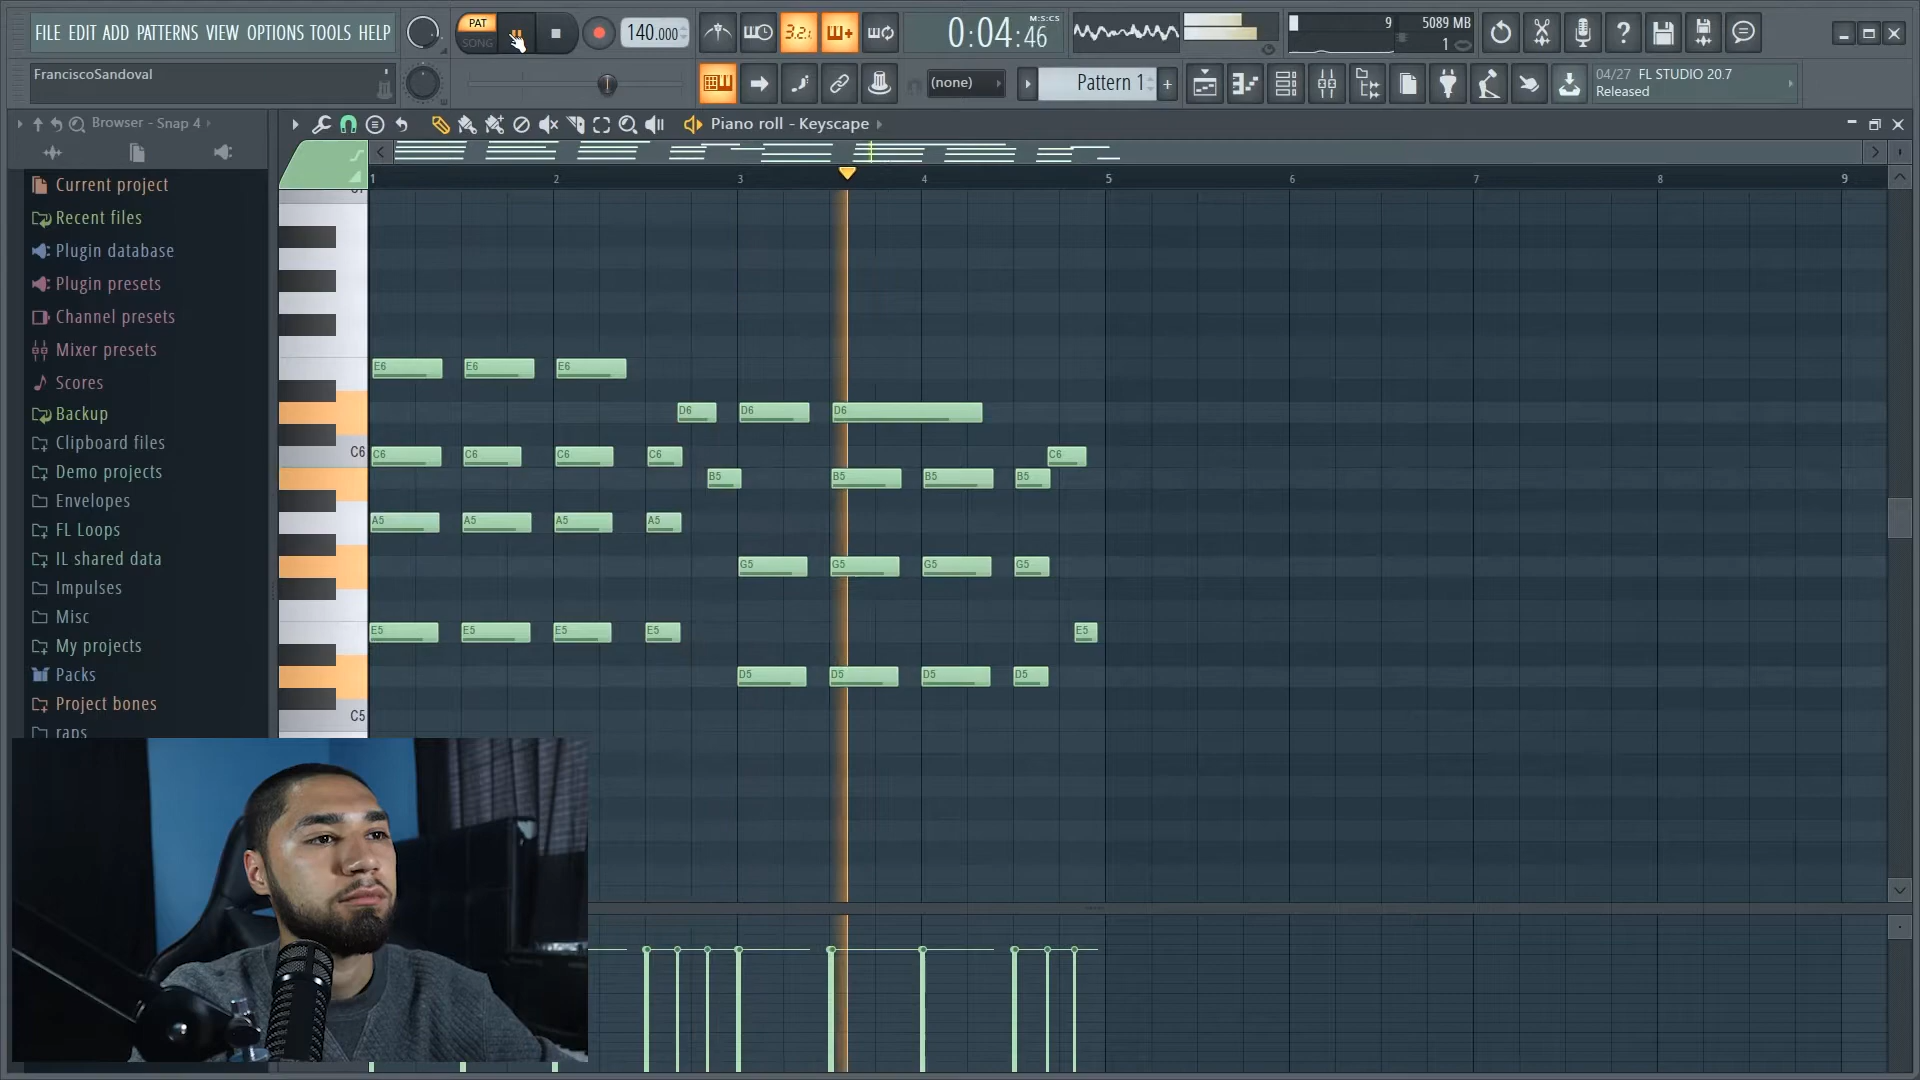 FILE EDIT ADD PATTERNS VIEW OPTIONS TOOLS HELP
PAT
SONG
140.000
3.2.1
0:04:46
M:S:CS
9
5089 MB
1
FranciscoSandoval
(none)
Pattern 1
04/27 FL STUDIO 20.7
Released
Browser - Snap 4
Piano roll - Keyscape
1 2 3 4 5 6 7 8 9
Current project
Recent files
Plugin database
Plugin presets
Channel presets
Mixer presets
Scores
Backup
Clipboard files
Demo projects
Envelopes
FL Loops
IL shared data
Impulses
Misc
My projects
Packs
Project bones
raps
E6 E6 E6
D6 D6 D6
C6 C6 C6 C6 C6 C6
B5 B5 B5 B5
A5 A5 A5 A5
G5 G5 G5 G5
E5 E5 E5 E5 E5
D5 D5 D5 D5
C5